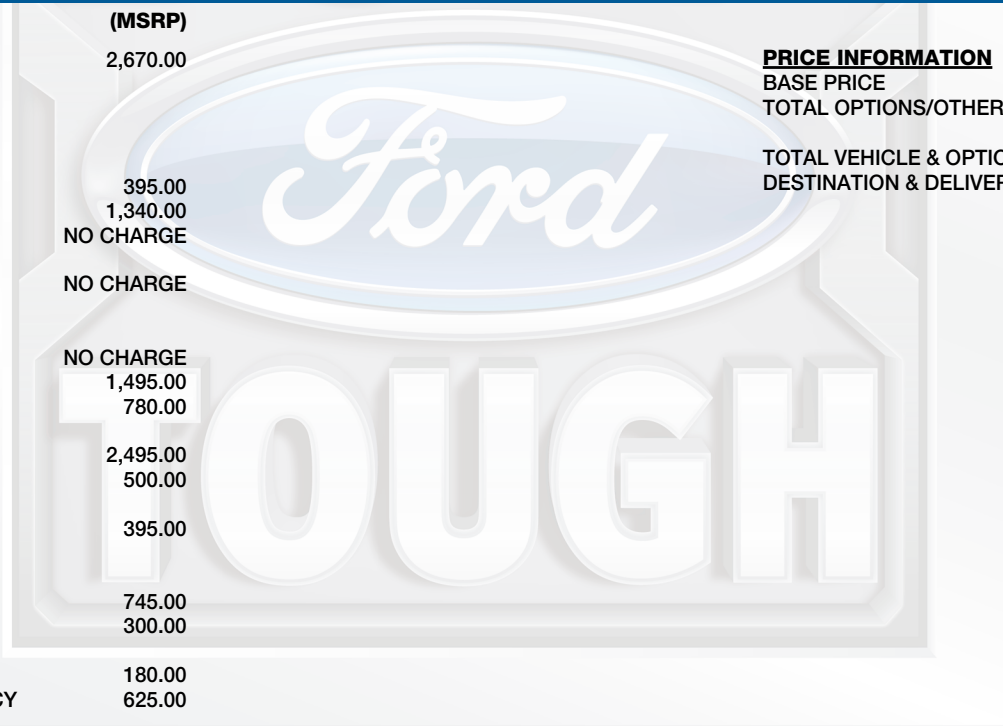 (MSRP)
2,670.00
395.00
1,340.00
NO CHARGE
NO CHARGE
NO CHARGE
1,495.00
780.00
2,495.00
500.00
395.00
745.00
300.00
180.00
CY 625.00
PRICE INFORMATION
BASE PRICE
TOTAL OPTIONS/OTHER
TOTAL VEHICLE & OPTIO
DESTINATION & DELIVER
Ford
TOUGH